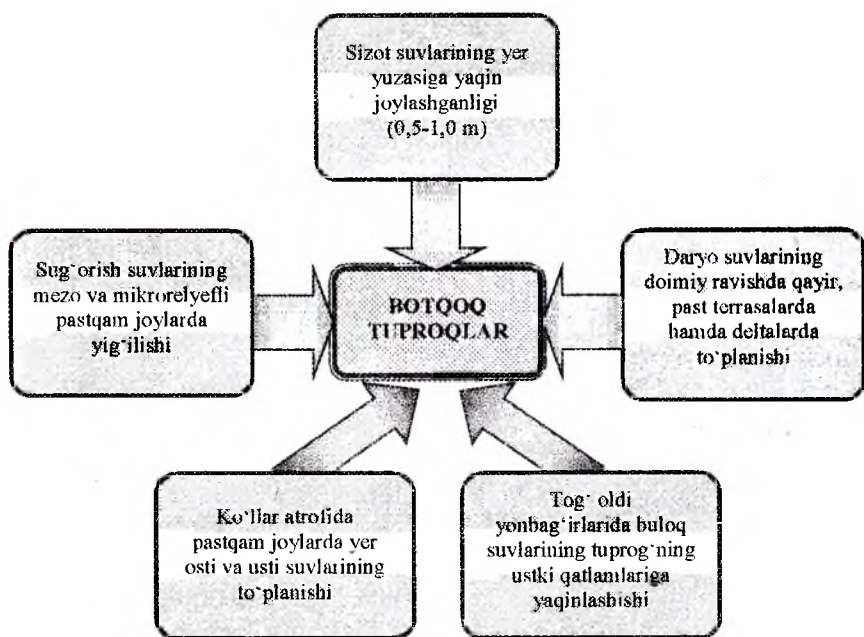 Sizot suvlarining yer
yuzasiga yaqin
joylashganligi
(0,5-1,0 m)
Sug`orish suvlarining
mezo va mikrorelyefli
pastqam joylarda
yig`ilishi
BOTQOQ
TUPROQLAR
Daryo suvlarining
doimiy ravishda qayir,
past terrasalarda
hamda deltalarda
to`planishi
Ko`llar atrofida
pastqam joylarda yer
osti va usti suvlarining
to`planishi
Tog` oldi
yonbag`irlarida buloq
suvlarining tuprog`ning
ustki qatlamlariga
yaqinlashishi